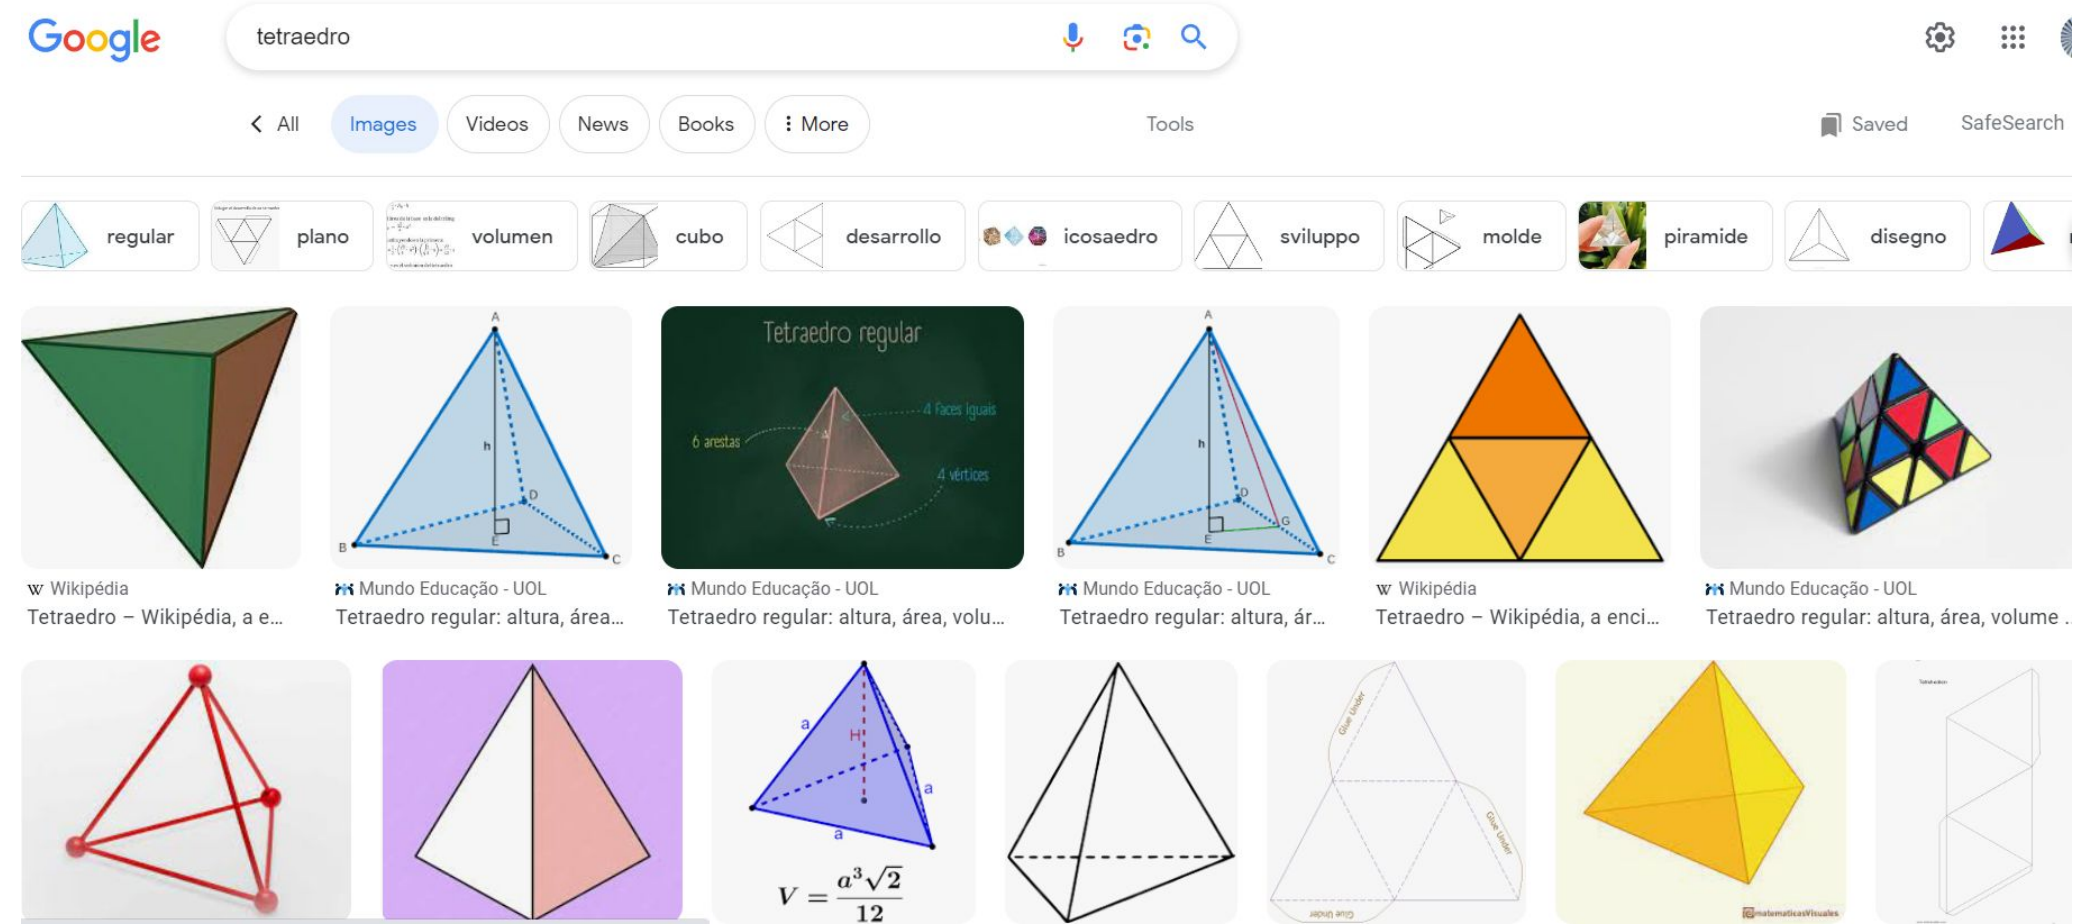 Google
tetraedro
All
Images
Videos
News
Books
More
Tools
Saved
SafeSearch
regular
plano
volumen
cubo
desarrollo
icosaedro
sviluppo
molde
piramide
disegno
A
h
D
B
E
C
Tetraedro regular
4 faces iguais
6 arestas
4 vértices
A
h
D
G
B
E
C
W Wikipédia
Tetraedro – Wikipédia, a e...
Mundo Educação - UOL
Tetraedro regular: altura, área...
Mundo Educação - UOL
Tetraedro regular: altura, área, volu...
Mundo Educação - UOL
Tetraedro regular: altura, ár...
W Wikipédia
Tetraedro – Wikipédia, a enci...
Mundo Educação - UOL
Tetraedro regular: altura, área, volume ..
a
H
a
a
V = a³√2 / 12
Glue Under
Glue Under
Glue Under
matematicasVisuales